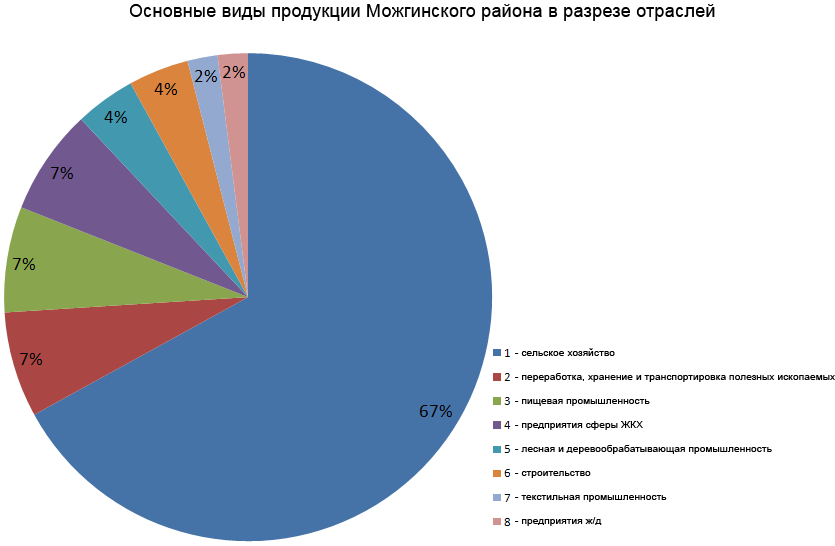 Основные виды продукции Можгинского района в разрезе отраслей
2%
2%
4%
4%
7%
7%
7%
67%
1 - сельское хозяйство
2 - переработка, хранение и транспортировка полезных ископаемых
3 - пищевая промышленность
4 - предприятия сферы ЖКХ
5 - лесная и деревообрабатывающая промышленность
6 - строительство
7 - текстильная промышленность
8 - предприятия ж/д